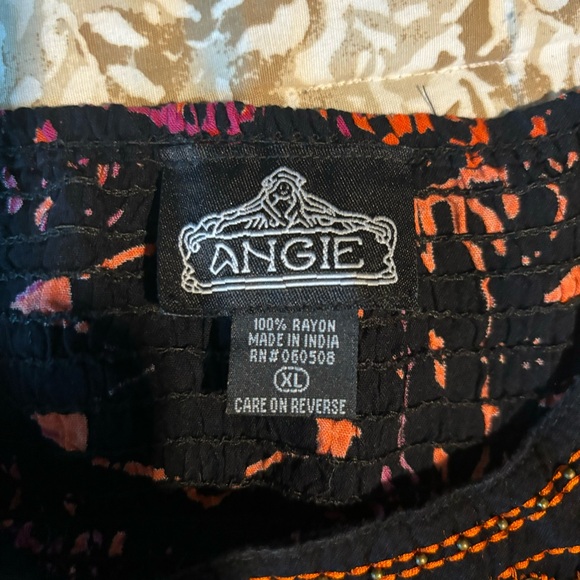 ANGIE
100% RAYON
MADE IN INDIA
RN# 060508
XL
CARE ON REVERSE